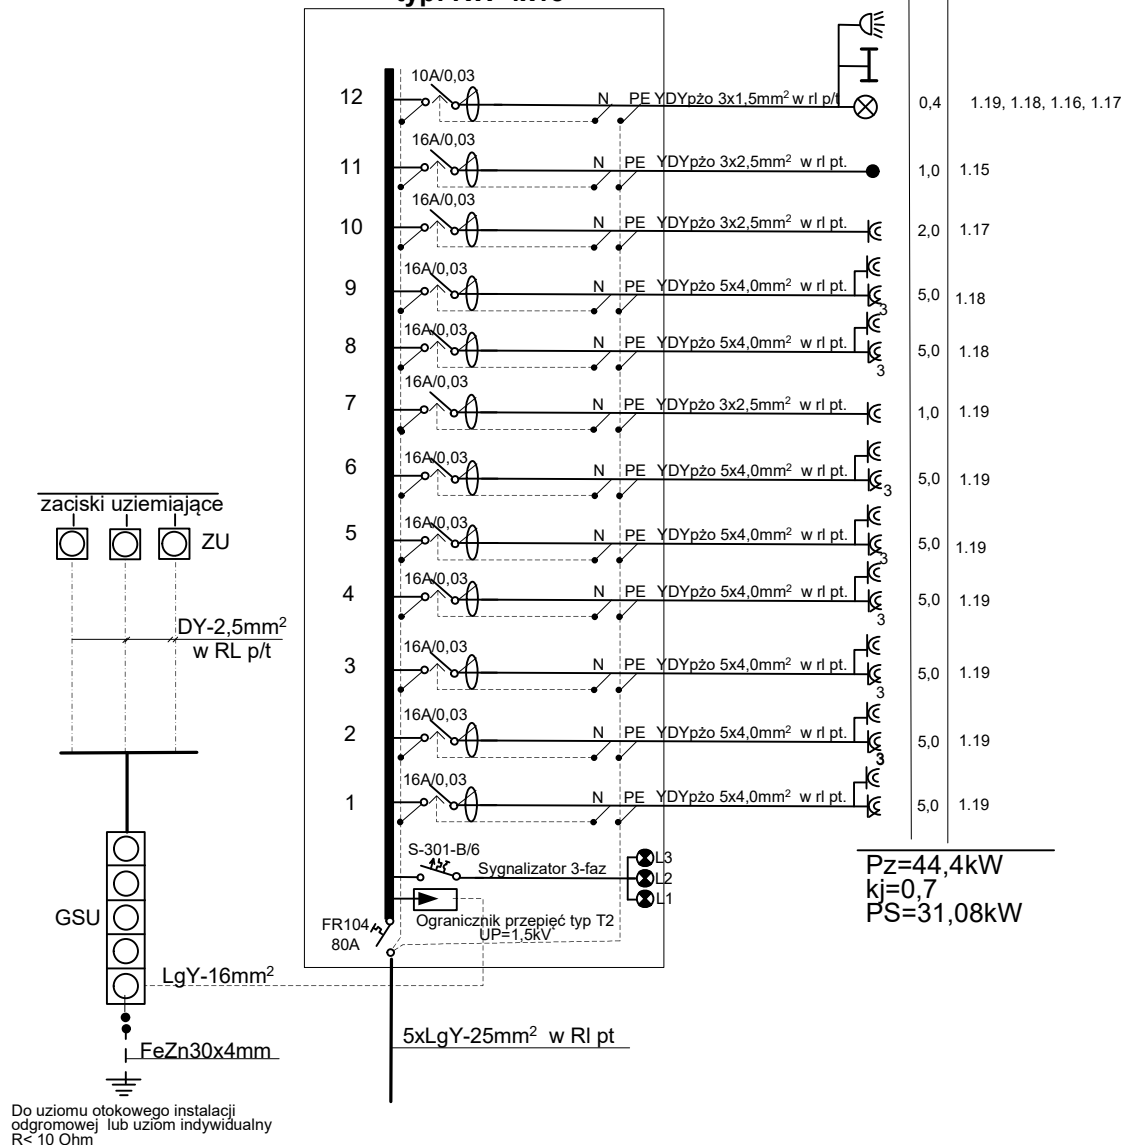 12 10A/0,03 N PE YDYpżo 3x1,5mm² w rl p/t 0,4 1.19, 1.18, 1.16, 1.17
11 16A/0,03 N PE YDYpżo 3x2,5mm² w rl pt. 1,0 1.15
10 16A/0,03 N PE YDYpżo 3x2,5mm² w rl pt. 2,0 1.17
9 16A/0,03 N PE YDYpżo 5x4,0mm² w rl pt. 3 5,0 1.18
8 16A/0,03 N PE YDYpżo 5x4,0mm² w rl pt. 3 5,0 1.18
7 16A/0,03 N PE YDYpżo 3x2,5mm² w rl pt. 1,0 1.19
6 16A/0,03 N PE YDYpżo 5x4,0mm² w rl pt. 3 5,0 1.19
5 16A/0,03 N PE YDYpżo 5x4,0mm² w rl pt. 3 5,0 1.19
4 16A/0,03 N PE YDYpżo 5x4,0mm² w rl pt. 3 5,0 1.19
3 16A/0,03 N PE YDYpżo 5x4,0mm² w rl pt. 3 5,0 1.19
2 16A/0,03 N PE YDYpżo 5x4,0mm² w rl pt. 3 5,0 1.19
1 16A/0,03 N PE YDYpżo 5x4,0mm² w rl pt. 5,0 1.19
S-301-B/6
Sygnalizator 3-faz
L3
L2
L1
Ogranicznik przepięć typ T2
UP=1,5kV
FR104
80A
5xLgY-25mm² w Rl pt
Pz=44,4kW
kj=0,7
PS=31,08kW
zaciski uziemiające
ZU
DY-2,5mm²
w RL p/t
GSU
LgY-16mm²
FeZn30x4mm
Do uziomu otokowego instalacji
odgromowej lub uziom indywidualny
R< 10 Ohm